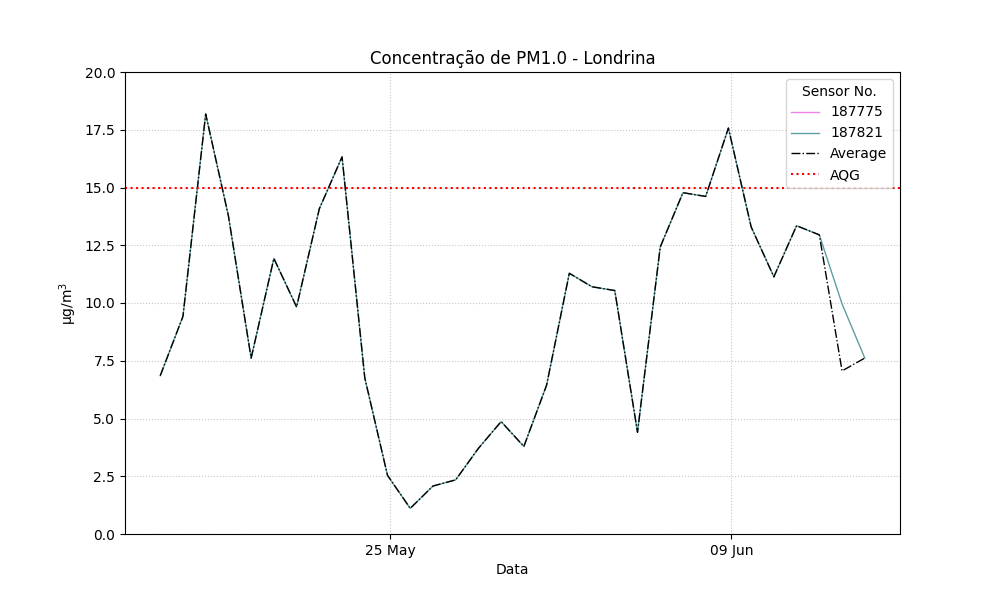 Concentração de PM1.0 - Londrina
Sensor No.
187775
187821
Average
AQG
20.0
17.5
15.0
12.5
10.0
7.5
5.0
2.5
0.0
µg/m³
25 May
09 Jun
Data